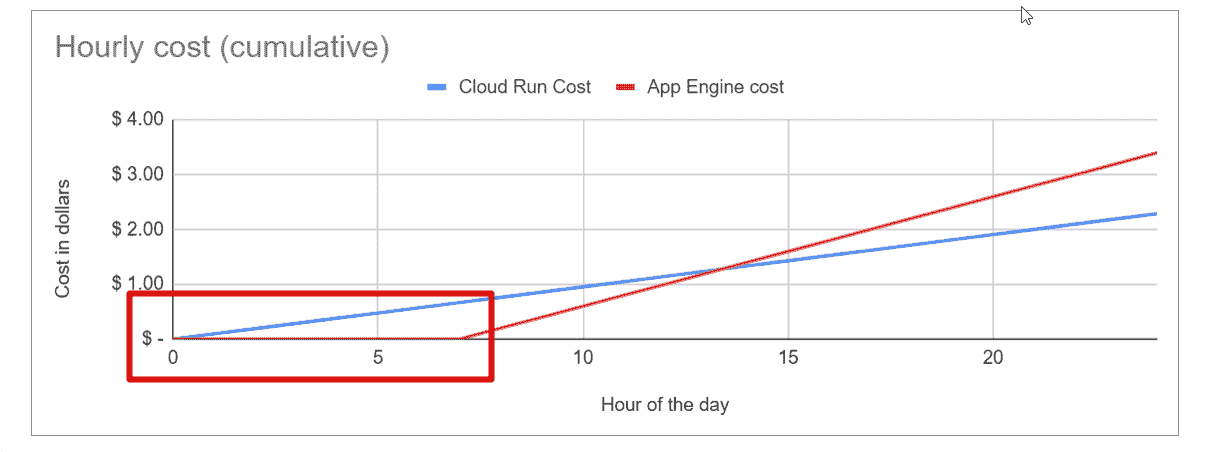 Hourly cost (cumulative)
Cloud Run Cost App Engine cost
$ 4.00
$ 3.00
$ 2.00
$ 1.00
$ -
Cost in dollars
0 5 10 15 20
Hour of the day